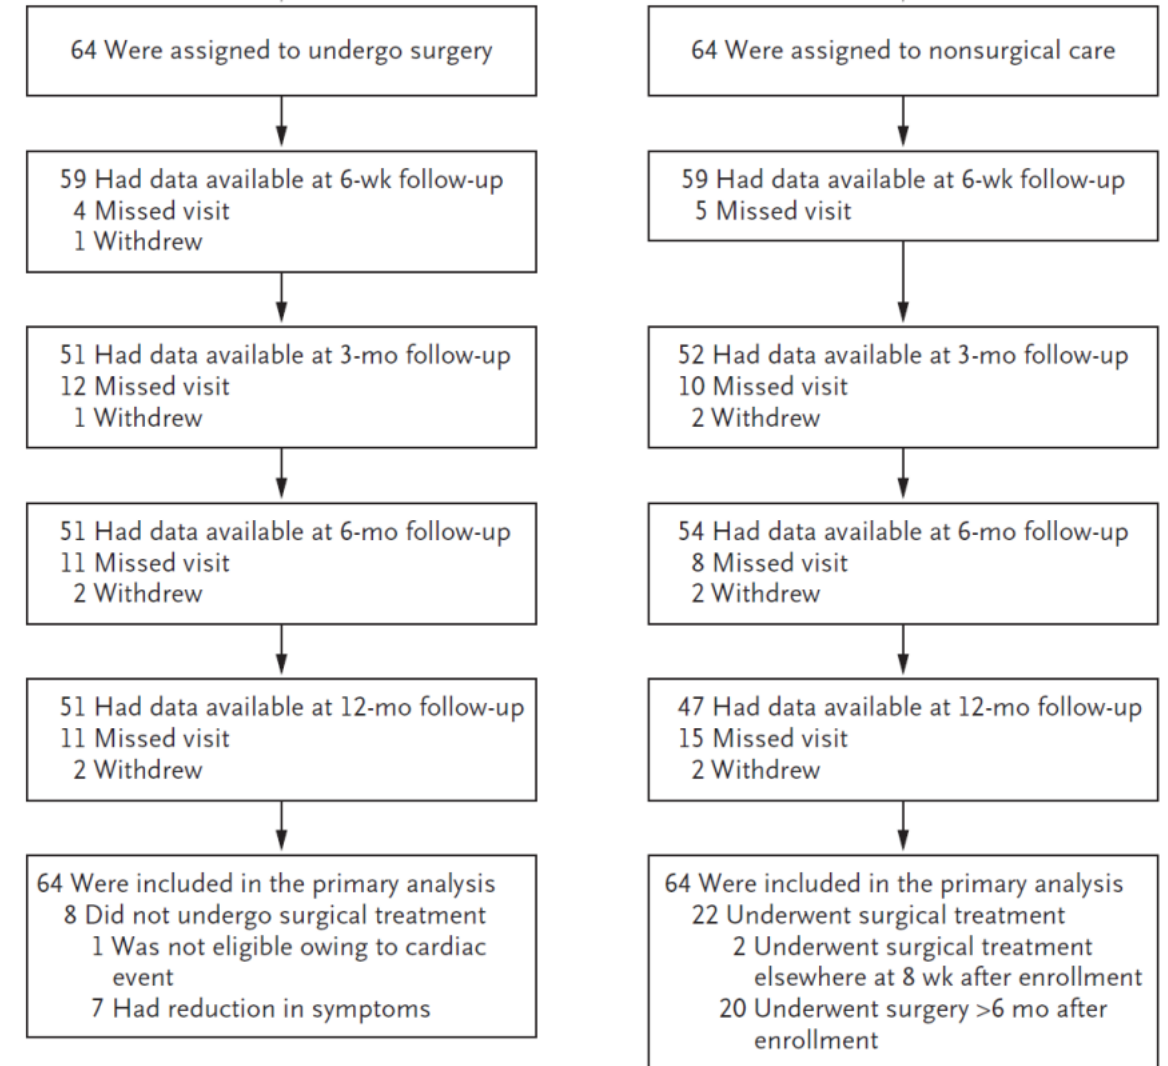 64 Were assigned to undergo surgery
59 Had data available at 6-wk follow-up
4 Missed visit
1 Withdrew
51 Had data available at 3-mo follow-up
12 Missed visit
1 Withdrew
51 Had data available at 6-mo follow-up
11 Missed visit
2 Withdrew
51 Had data available at 12-mo follow-up
11 Missed visit
2 Withdrew
64 Were included in the primary analysis
8 Did not undergo surgical treatment
1 Was not eligible owing to cardiac
event
7 Had reduction in symptoms
64 Were assigned to nonsurgical care
59 Had data available at 6-wk follow-up
5 Missed visit
52 Had data available at 3-mo follow-up
10 Missed visit
2 Withdrew
54 Had data available at 6-mo follow-up
8 Missed visit
2 Withdrew
47 Had data available at 12-mo follow-up
15 Missed visit
2 Withdrew
64 Were included in the primary analysis
22 Underwent surgical treatment
2 Underwent surgical treatment
elsewhere at 8 wk after enrollment
20 Underwent surgery >6 mo after
enrollment